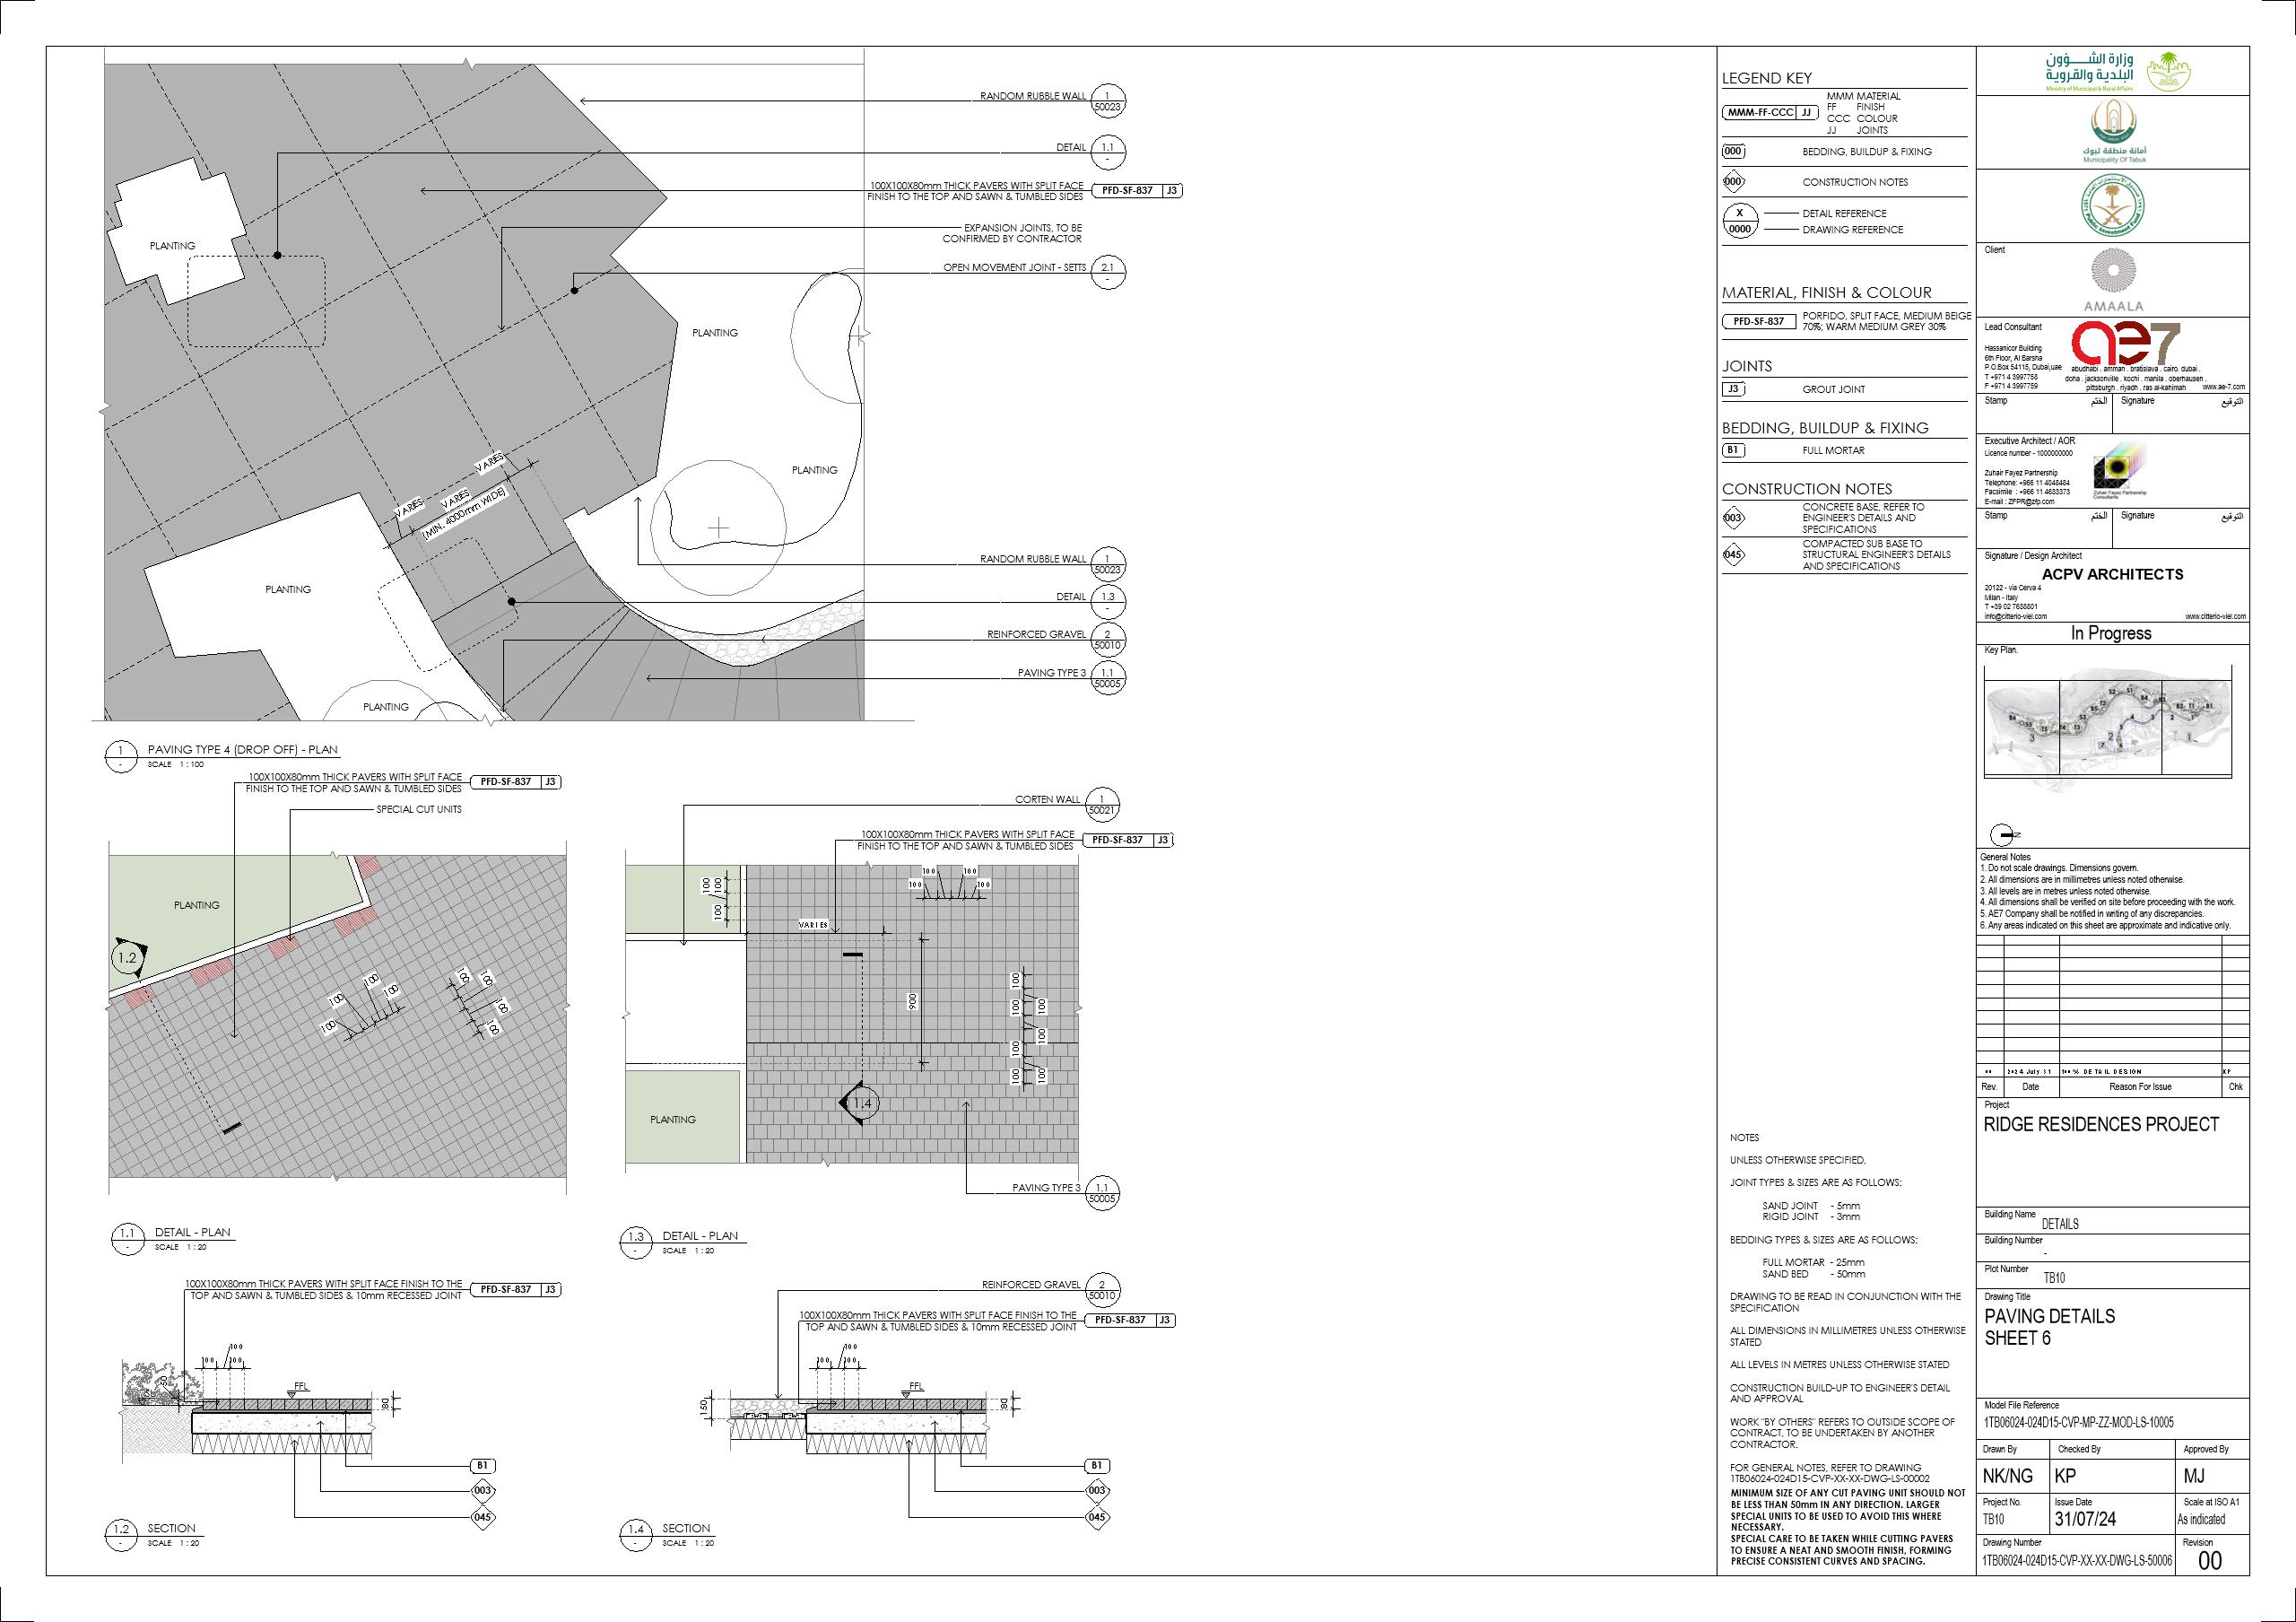 RANDOM RUBBLE WALL
1
50023
DETAIL
1.1
-
100X100X80mm THICK PAVERS WITH SPLIT FACE
FINISH TO THE TOP AND SAWN & TUMBLED SIDES
PFD-SF-837 J3
EXPANSION JOINTS, TO BE
CONFIRMED BY CONTRACTOR
OPEN MOVEMENT JOINT - SETTS
2.1
-
PLANTING
PLANTING
PLANTING
VARIES
VARIES
VARIES
(MIN. 4000mm WIDE)
PLANTING
PLANTING
RANDOM RUBBLE WALL
1
50023
DETAIL
1.3
-
REINFORCED GRAVEL
2
50010
PAVING TYPE 3
1.1
50005
1
-
PAVING TYPE 4 (DROP OFF) - PLAN
SCALE 1 : 100
100X100X80mm THICK PAVERS WITH SPLIT FACE
FINISH TO THE TOP AND SAWN & TUMBLED SIDES
PFD-SF-837 J3
SPECIAL CUT UNITS
PLANTING
1.2
100
100
100
100
100
100
100
100
1.1
-
DETAIL - PLAN
SCALE 1 : 20
CORTEN WALL
1
50021
100X100X80mm THICK PAVERS WITH SPLIT FACE
FINISH TO THE TOP AND SAWN & TUMBLED SIDES
PFD-SF-837 J3
100 100
100 100
100
100
100
VARIES
900
100
100
100
100
100
100
100
1.4
PLANTING
PAVING TYPE 3
1.1
50005
1.3
-
DETAIL - PLAN
SCALE 1 : 20
100X100X80mm THICK PAVERS WITH SPLIT FACE FINISH TO THE
TOP AND SAWN & TUMBLED SIDES & 10mm RECESSED JOINT
PFD-SF-837 J3
100
100 100
50
FFL
80
B1
003
045
1.2
-
SECTION
SCALE 1 : 20
REINFORCED GRAVEL
2
50010
100X100X80mm THICK PAVERS WITH SPLIT FACE FINISH TO THE
TOP AND SAWN & TUMBLED SIDES & 10mm RECESSED JOINT
PFD-SF-837 J3
100
100 100
150
FFL
80
B1
003
045
1.4
-
SECTION
SCALE 1 : 20
LEGEND KEY
MMM-FF-CCC JJ
MMM MATERIAL
FF FINISH
CCC COLOUR
JJ JOINTS
000 BEDDING, BUILDUP & FIXING
000 CONSTRUCTION NOTES
X DETAIL REFERENCE
0000 DRAWING REFERENCE
MATERIAL, FINISH & COLOUR
PFD-SF-837
PORFIDO, SPLIT FACE, MEDIUM BEIGE
70%; WARM MEDIUM GREY 30%
JOINTS
J3 GROUT JOINT
BEDDING, BUILDUP & FIXING
B1 FULL MORTAR
CONSTRUCTION NOTES
003
CONCRETE BASE, REFER TO
ENGINEER'S DETAILS AND
SPECIFICATIONS
045
COMPACTED SUB BASE TO
STRUCTURAL ENGINEER'S DETAILS
AND SPECIFICATIONS
NOTES
UNLESS OTHERWISE SPECIFIED,
JOINT TYPES & SIZES ARE AS FOLLOWS:
SAND JOINT - 5mm
RIGID JOINT - 3mm
BEDDING TYPES & SIZES ARE AS FOLLOWS:
FULL MORTAR - 25mm
SAND BED - 50mm
DRAWING TO BE READ IN CONJUNCTION WITH THE
SPECIFICATION
ALL DIMENSIONS IN MILLIMETRES UNLESS OTHERWISE
STATED
ALL LEVELS IN METRES UNLESS OTHERWISE STATED
CONSTRUCTION BUILD-UP TO ENGINEER'S DETAIL
AND APPROVAL
WORK "BY OTHERS" REFERS TO OUTSIDE SCOPE OF
CONTRACT, TO BE UNDERTAKEN BY ANOTHER
CONTRACTOR.
FOR GENERAL NOTES, REFER TO DRAWING
1TB06024-024D15-CVP-XX-XX-DWG-LS-00002
MINIMUM SIZE OF ANY CUT PAVING UNIT SHOULD NOT
BE LESS THAN 50mm IN ANY DIRECTION. LARGER
SPECIAL UNITS TO BE USED TO AVOID THIS WHERE
NECESSARY.
SPECIAL CARE TO BE TAKEN WHILE CUTTING PAVERS
TO ENSURE A NEAT AND SMOOTH FINISH, FORMING
PRECISE CONSISTENT CURVES AND SPACING.
وزارة الشـــؤون
البلدية والقروية
Ministry of Municipal & Rural Affairs
أمانة منطقة تبوك
Municipality Of Tabuk
Public Investment Fund
Client
AMAALA
Lead Consultant
ae7
Hassanicor Building
6th Floor, Al Barsha
P.O.Box 54115, Dubai,uae
T +971 4 3997758
F +971 4 3997759
abudhabi . amman . bratislava . cairo. dubai .
doha . jacksonville . kochi . manila . oberhausen .
pittsburgh . riyadh . ras al-kahimah
www.ae-7.com
Stamp الختم Signature التوقيع
Executive Architect / AOR
Licence number - 1000000000
Zuhair Fayez Partnership
Telephone: +966 11 4048484
Facsimile : +966 11 4633373
E-mail : ZFPR@zfp.com
Zuhair Fayez Partnership
Consultants
Stamp الختم Signature التوقيع
Signature / Design Architect
ACPV ARCHITECTS
20122 - via Cerva 4
Milan - Italy
T +39 02 7638801
info@citterio-viel.com www.citterio-viel.com
In Progress
Key Plan.
N
General Notes
1. Do not scale drawings. Dimensions govern.
2. All dimensions are in millimetres unless noted otherwise.
3. All levels are in metres unless noted otherwise.
4. All dimensions shall be verified on site before proceeding with the work.
5. AE7 Company shall be notified in writing of any discrepancies.
6. Any areas indicated on this sheet are approximate and indicative only.
00 2024 July 31 100% DETAIL DESIGN KP
Rev. Date Reason For Issue Chk
Project
RIDGE RESIDENCES PROJECT
Building Name
DETAILS
Building Number
-
Plot Number
TB10
Drawing Title
PAVING DETAILS
SHEET 6
Model File Reference
1TB06024-024D15-CVP-MP-ZZ-MOD-LS-10005
Drawn By Checked By Approved By
NK/NG KP MJ
Project No. Issue Date Scale at ISO A1
TB10 31/07/24 As indicated
Drawing Number Revision
1TB06024-024D15-CVP-XX-XX-DWG-LS-50006 00